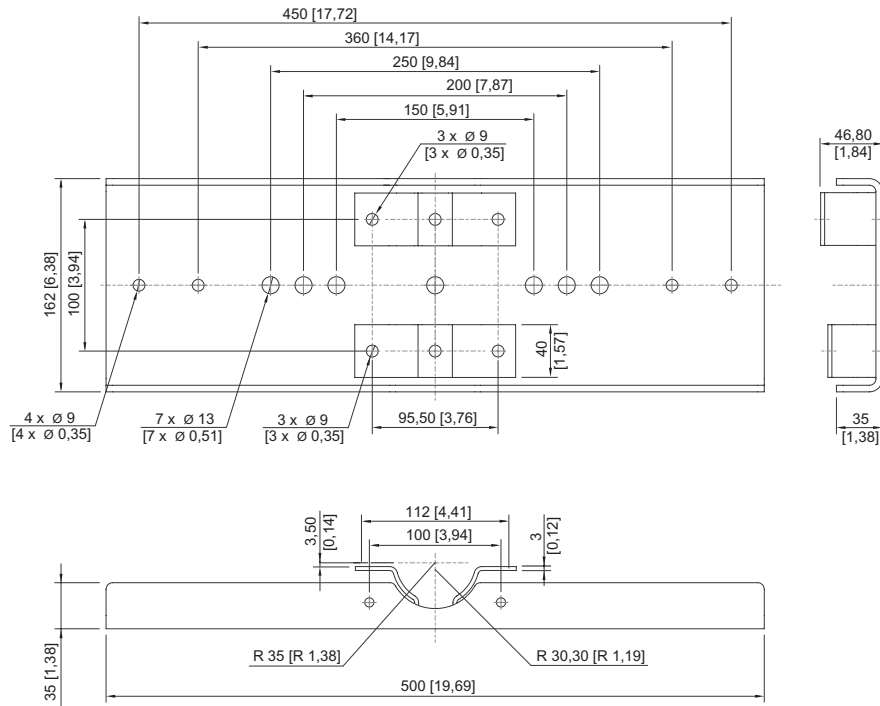 450 [17,72]
360 [14,17]
250 [9,84]
200 [7,87]
150 [5,91]
3 x Ø 9
[3 x Ø 0,35]
46,80
[1,84]
162 [6,38]
100 [3,94]
40
[1,57]
4 x Ø 9
[4 x Ø 0,35]
7 x Ø 13
[7 x Ø 0,51]
3 x Ø 9
[3 x Ø 0,35]
95,50 [3,76]
35
[1,38]
3,50
[0,14]
112 [4,41]
100 [3,94]
3
[0,12]
35
[1,38]
R 35 [R 1,38]
R 30,30 [R 1,19]
500 [19,69]